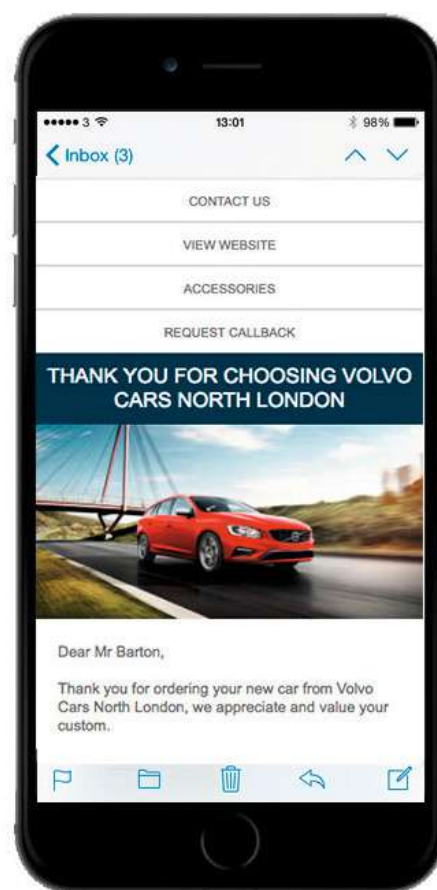 3
13:01
98%
Inbox (3)
CONTACT US
VIEW WEBSITE
ACCESSORIES
REQUEST CALLBACK
THANK YOU FOR CHOOSING VOLVO
CARS NORTH LONDON
Dear Mr Barton,
Thank you for ordering your new car from Volvo
Cars North London, we appreciate and value your
custom.